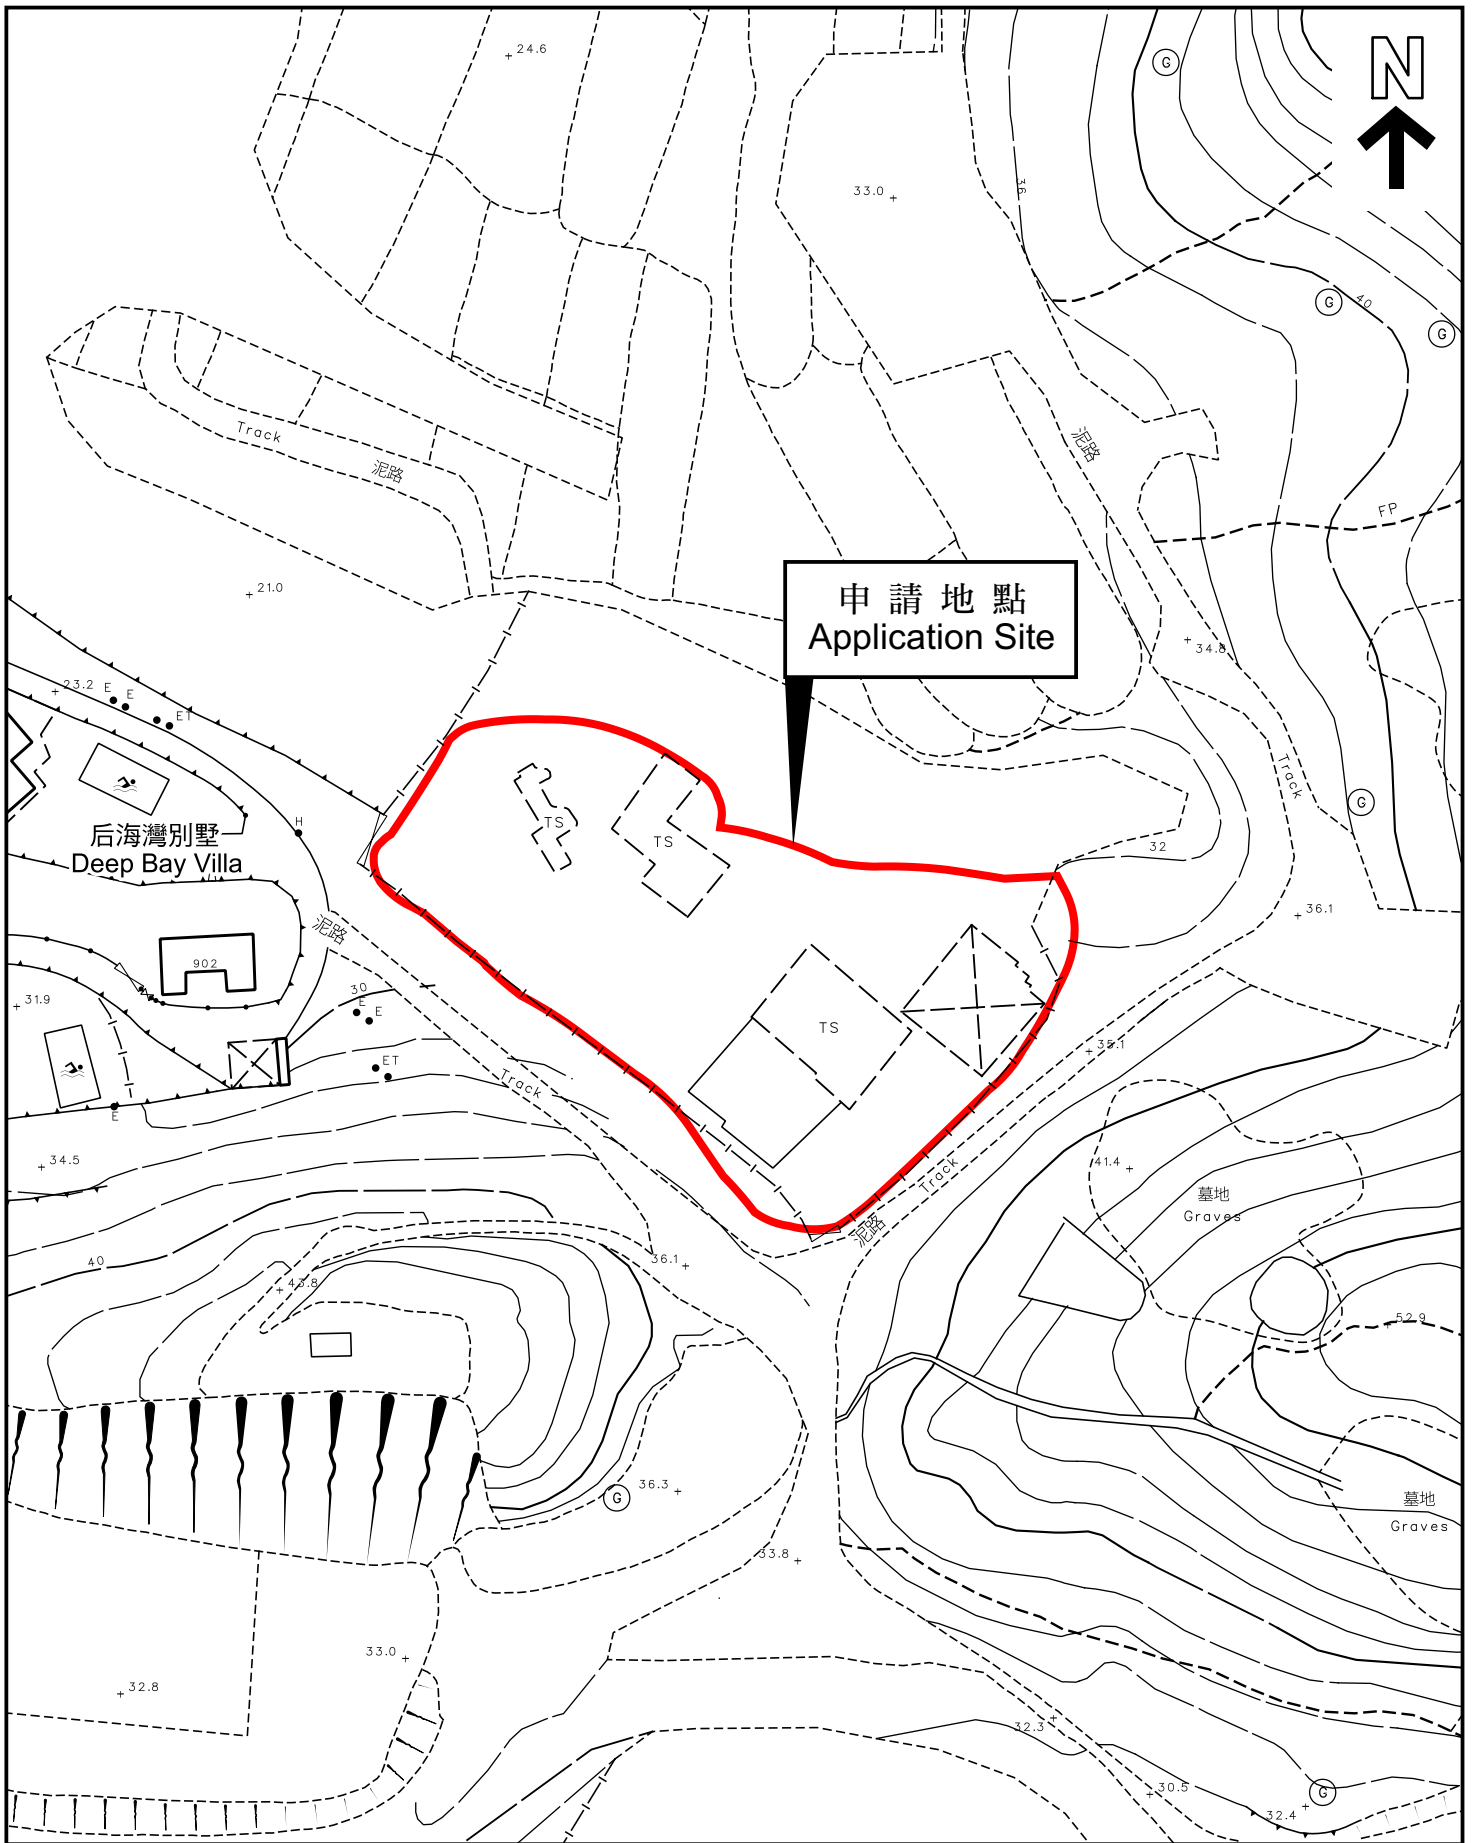 N
24.6
G
33.0
36
40
G
G
Track
泥路
泥路
FP
21.0
申請地點
Application Site
34.8
23.2
E
E
ET
Track
G
H
TS
TS
后海灣別墅
Deep Bay Villa
32
36.1
泥路
902
30
E
E
31.9
TS
35.1
ET
Track
E
34.5
41.4
Track
墓地
Graves
泥路
36.1
40
43.8
52.9
36.3
G
墓地
Graves
33.8
33.0
32.8
32.3
30.5
G
32.4